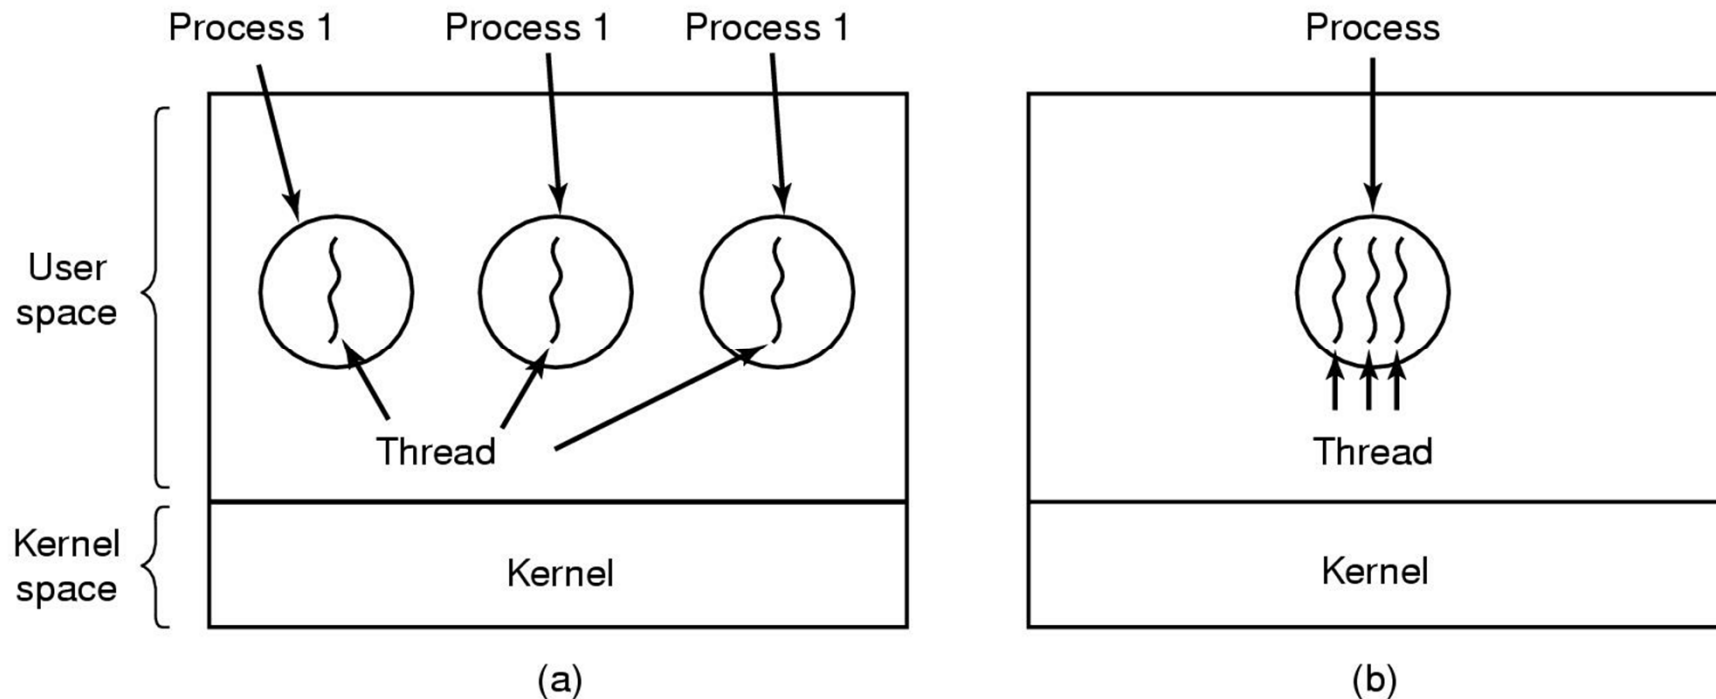 Process 1
Process 1
Process 1
Process
User
space
Thread
Thread
Kernel
space
Kernel
Kernel
(a)
(b)